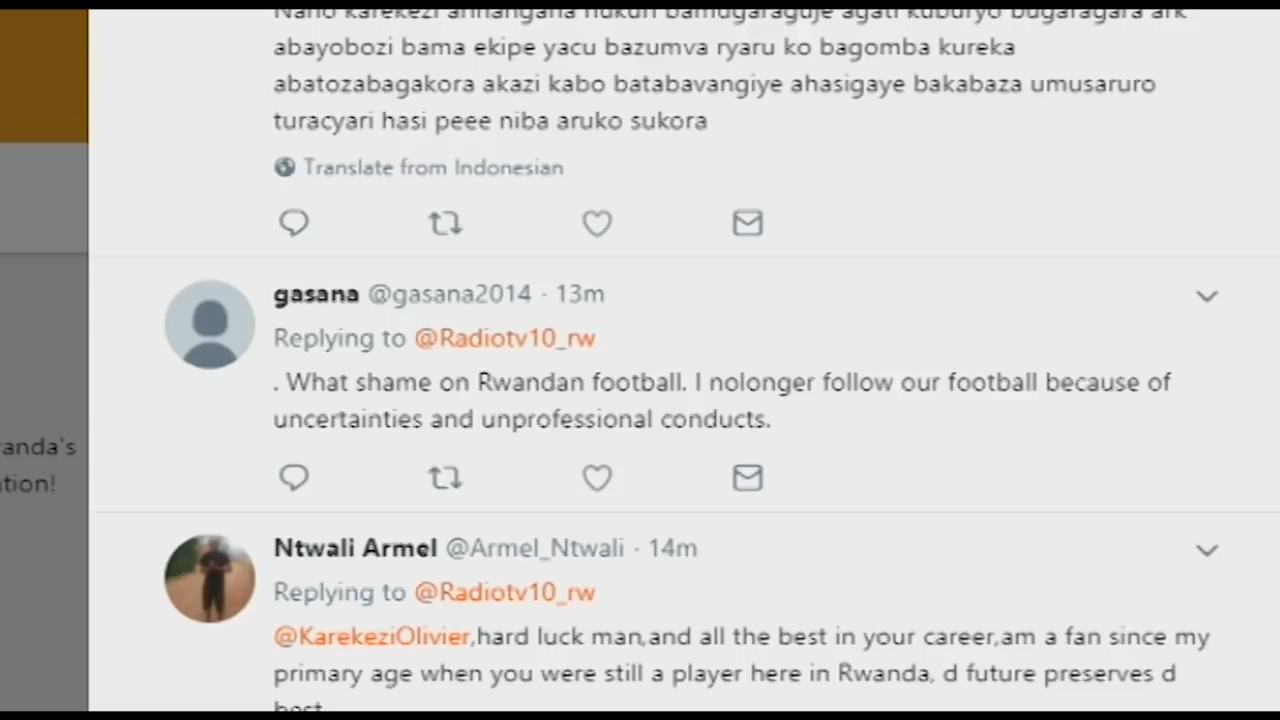 abayobozi bama ekipe yacu bazumva ryaru ko bagomba kureka
abatozabagakora akazi kabo batabavangiye ahasigaye bakabaza umusaruro
turacyari hasi peee niba aruko sukora
Translate from Indonesian
gasana @gasana2014 · 13m
Replying to @Radiotv10_rw
. What shame on Rwandan football. I nolonger follow our football because of
uncertainties and unprofessional conducts.
anda's
tion!
Ntwali Armel @Armel_Ntwali · 14m
Replying to @Radiotv10_rw
@KarekeziOlivier,hard luck man,and all the best in your career,am a fan since my
primary age when you were still a player here in Rwanda, d future preserves d
best